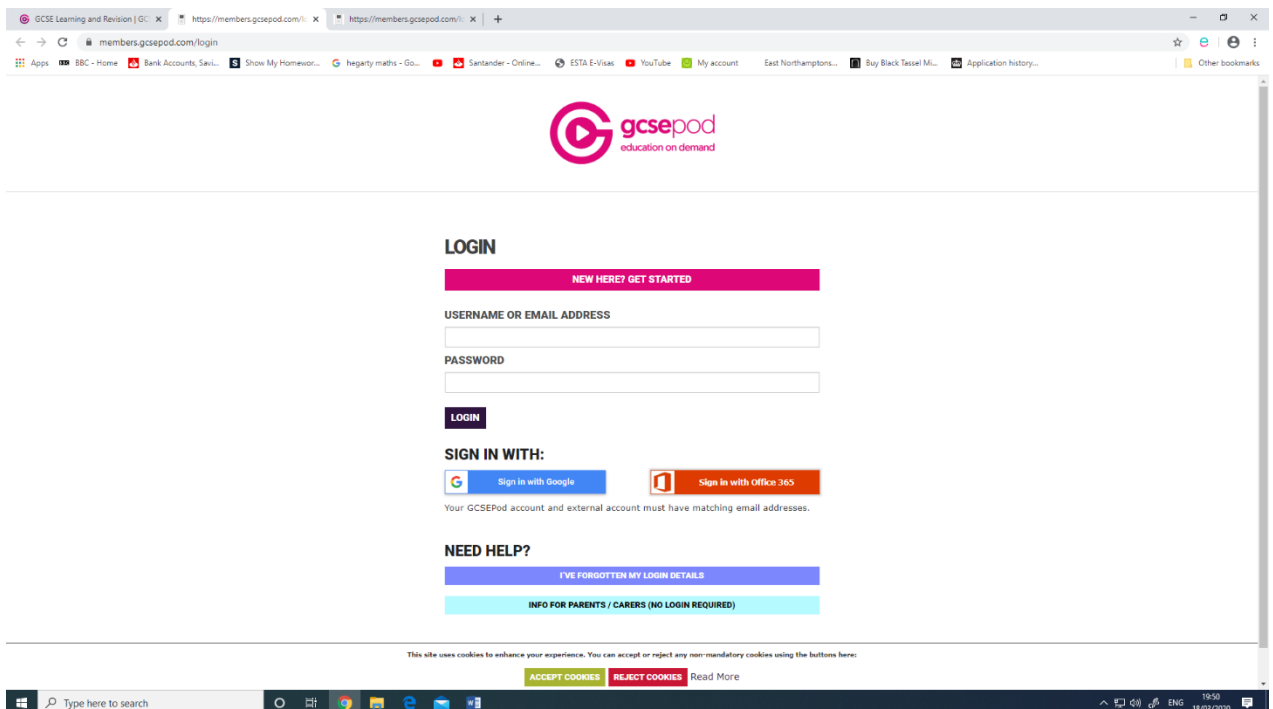 GCSE Learning and Revision | GC
https://members.gcsepod.com/l
https://members.gcsepod.com/l
members.gcsepod.com/login
Apps BBC - Home Bank Accounts, Savi... Show My Homewor... hegarty maths - Go... Santander - Online... ESTA E-Visas YouTube My account East Northamptons... Buy Black Tassel Mi... Application history... Other bookmarks
gcsepod
education on demand
LOGIN
NEW HERE? GET STARTED
USERNAME OR EMAIL ADDRESS
PASSWORD
LOGIN
SIGN IN WITH:
Sign in with Google Sign in with Office 365
Your GCSEPod account and external account must have matching email addresses.
NEED HELP?
I'VE FORGOTTEN MY LOGIN DETAILS
INFO FOR PARENTS / CARERS (NO LOGIN REQUIRED)
This site uses cookies to enhance your experience. You can accept or reject any non-mandatory cookies using the buttons here:
ACCEPT COOKIES REJECT COOKIES Read More
Type here to search ENG 19:50
18/03/2020